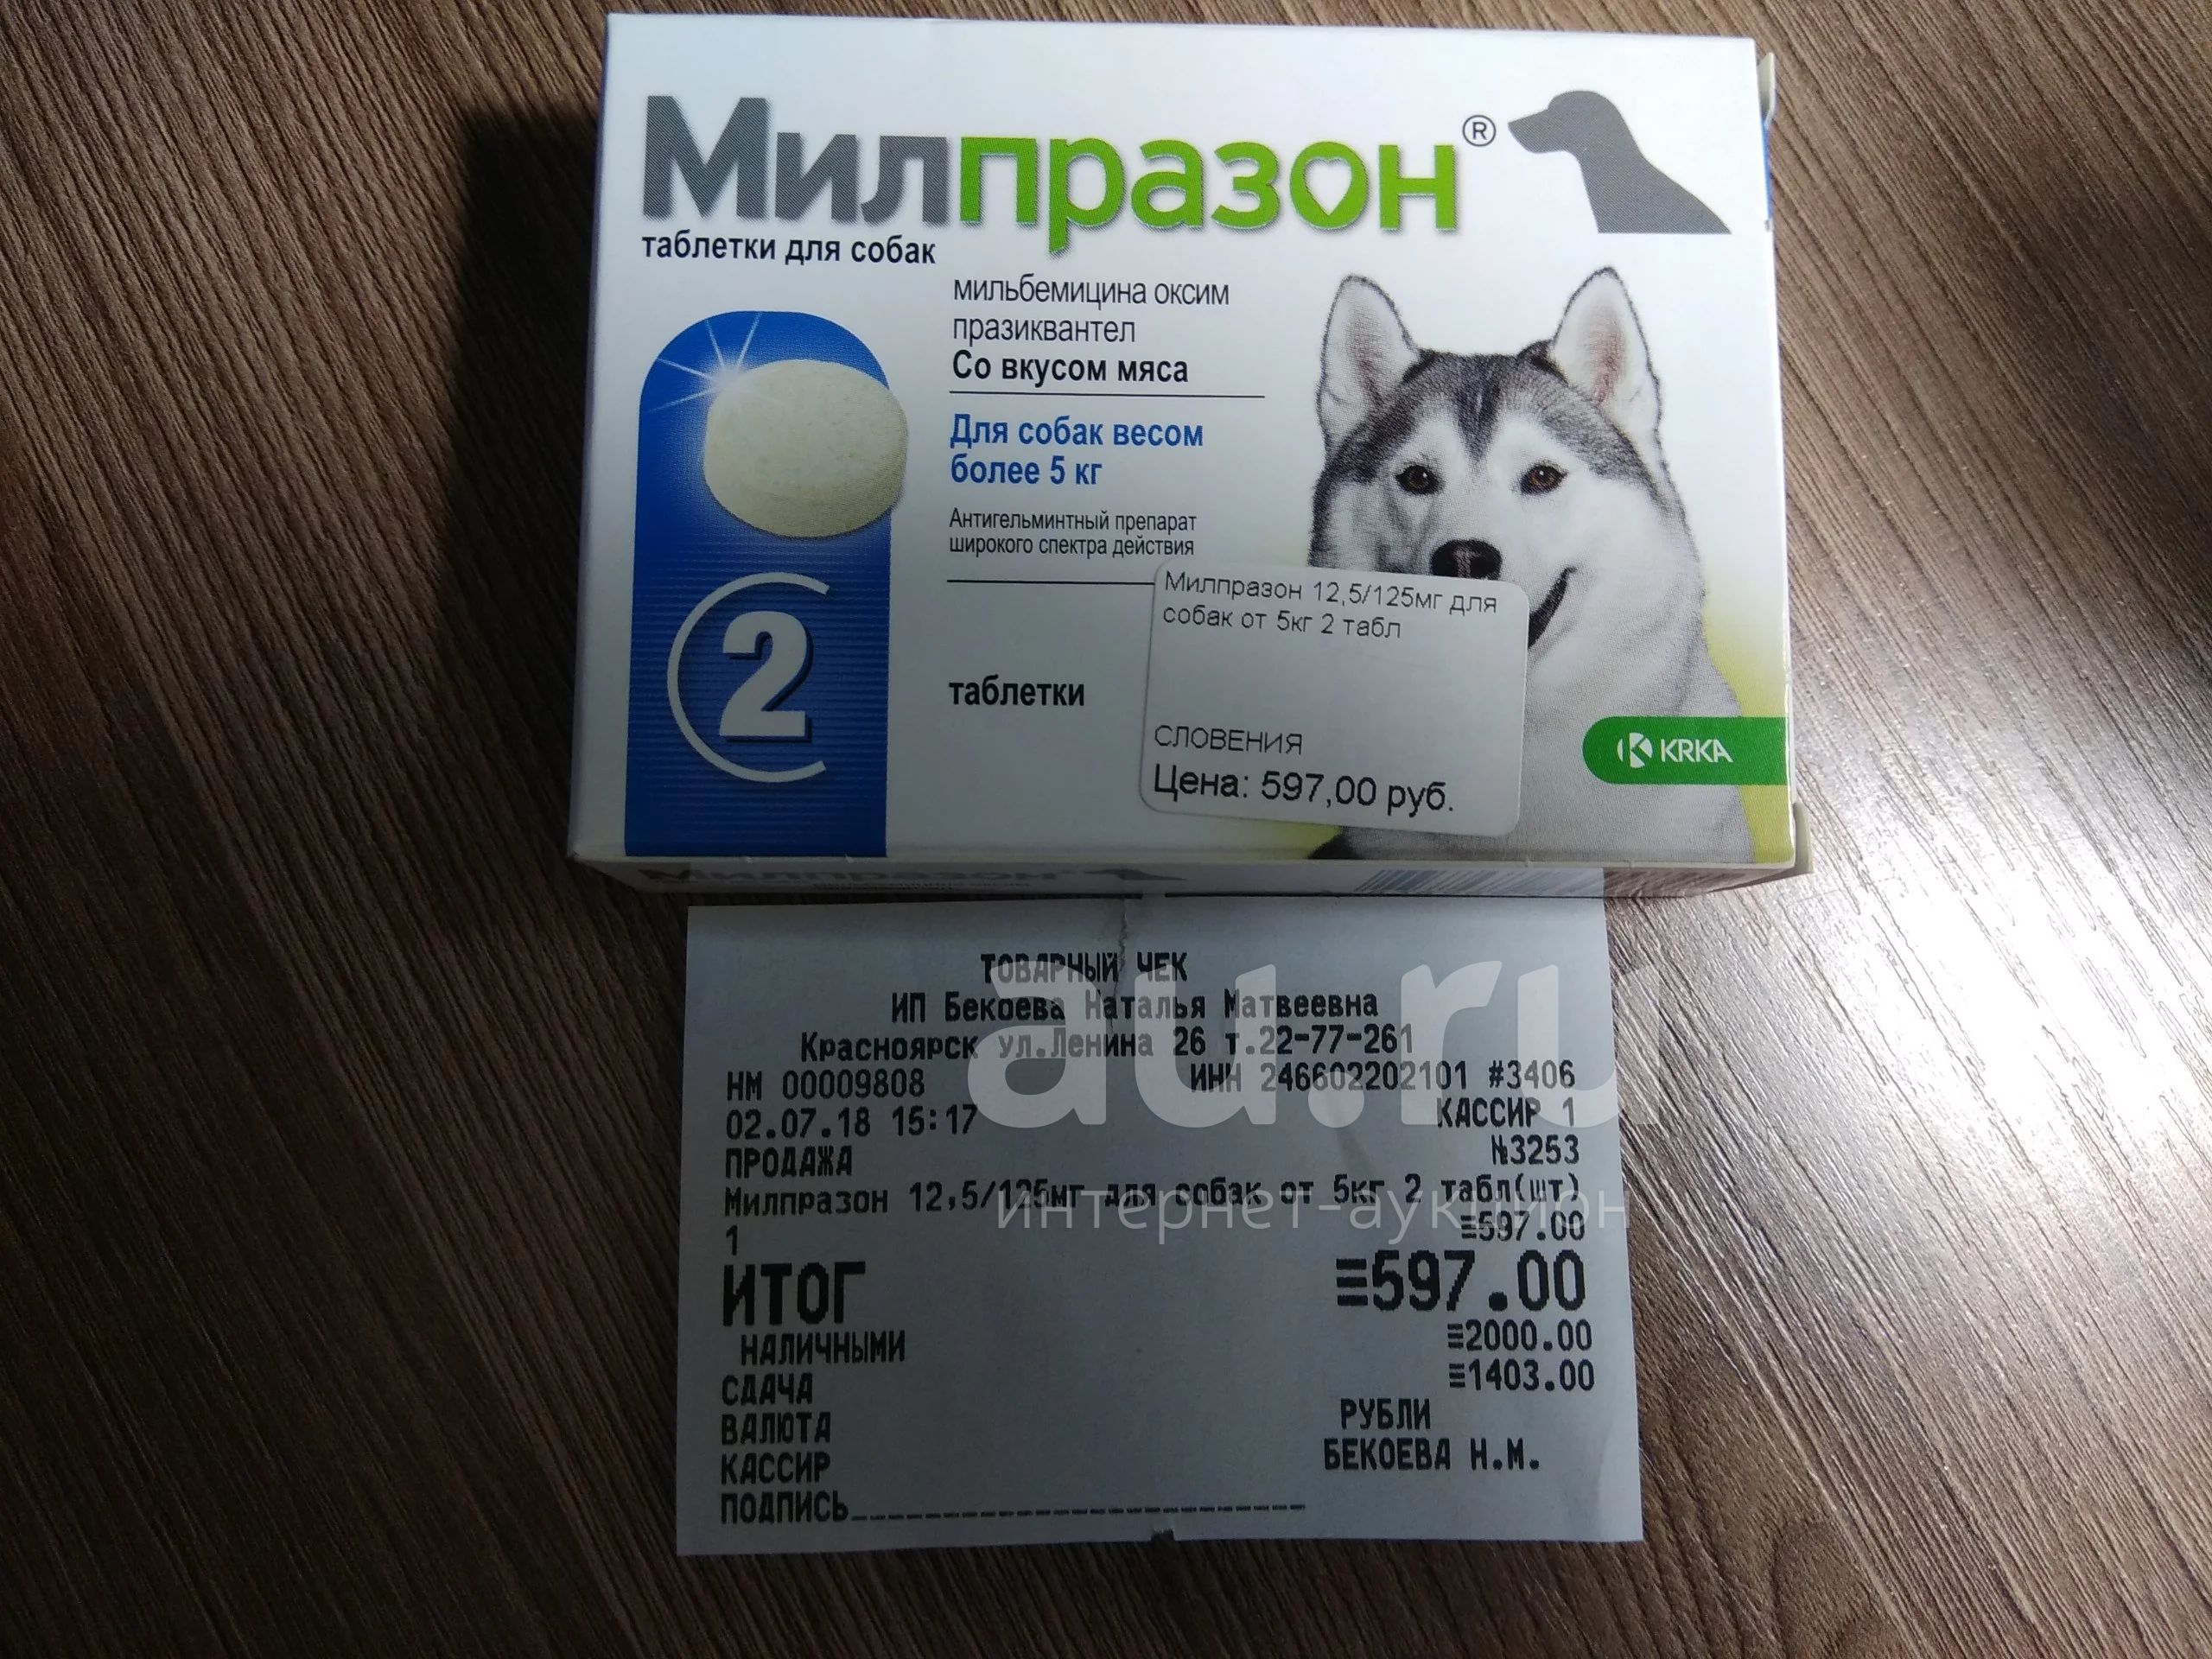 Милпразон®
таблетки для собак
мильбемицина оксим
празиквантел
Со вкусом мяса
Для собак весом
более 5 кг
Антигельминтный препарат
широкого спектра действия
2
таблетки
Милпразон 12,5/125мг для
собак от 5кг 2 табл
СЛОВЕНИЯ
Цена: 597,00 руб.
KRKA
Милпразон
ТОВАРНЫЙ ЧЕК
ИП Бекоева Наталья Матвеевна
Красноярск ул.Ленина 26 т.22-77-261
НМ 00009808 ИНН 246602202101 #3406
02.07.18 15:17 КАССИР 1
ПРОДАЖА №3253
Милпразон 12,5/125мг для собак от 5кг 2 табл(шт)
1 ≡597.00
ИТОГ ≡597.00
НАЛИЧНЫМИ ≡2000.00
СДАЧА ≡1403.00
ВАЛЮТА РУБЛИ
КАССИР БЕКОЕВА Н.М.
ПОДПИСЬ
au.ru
интернет-аукцион